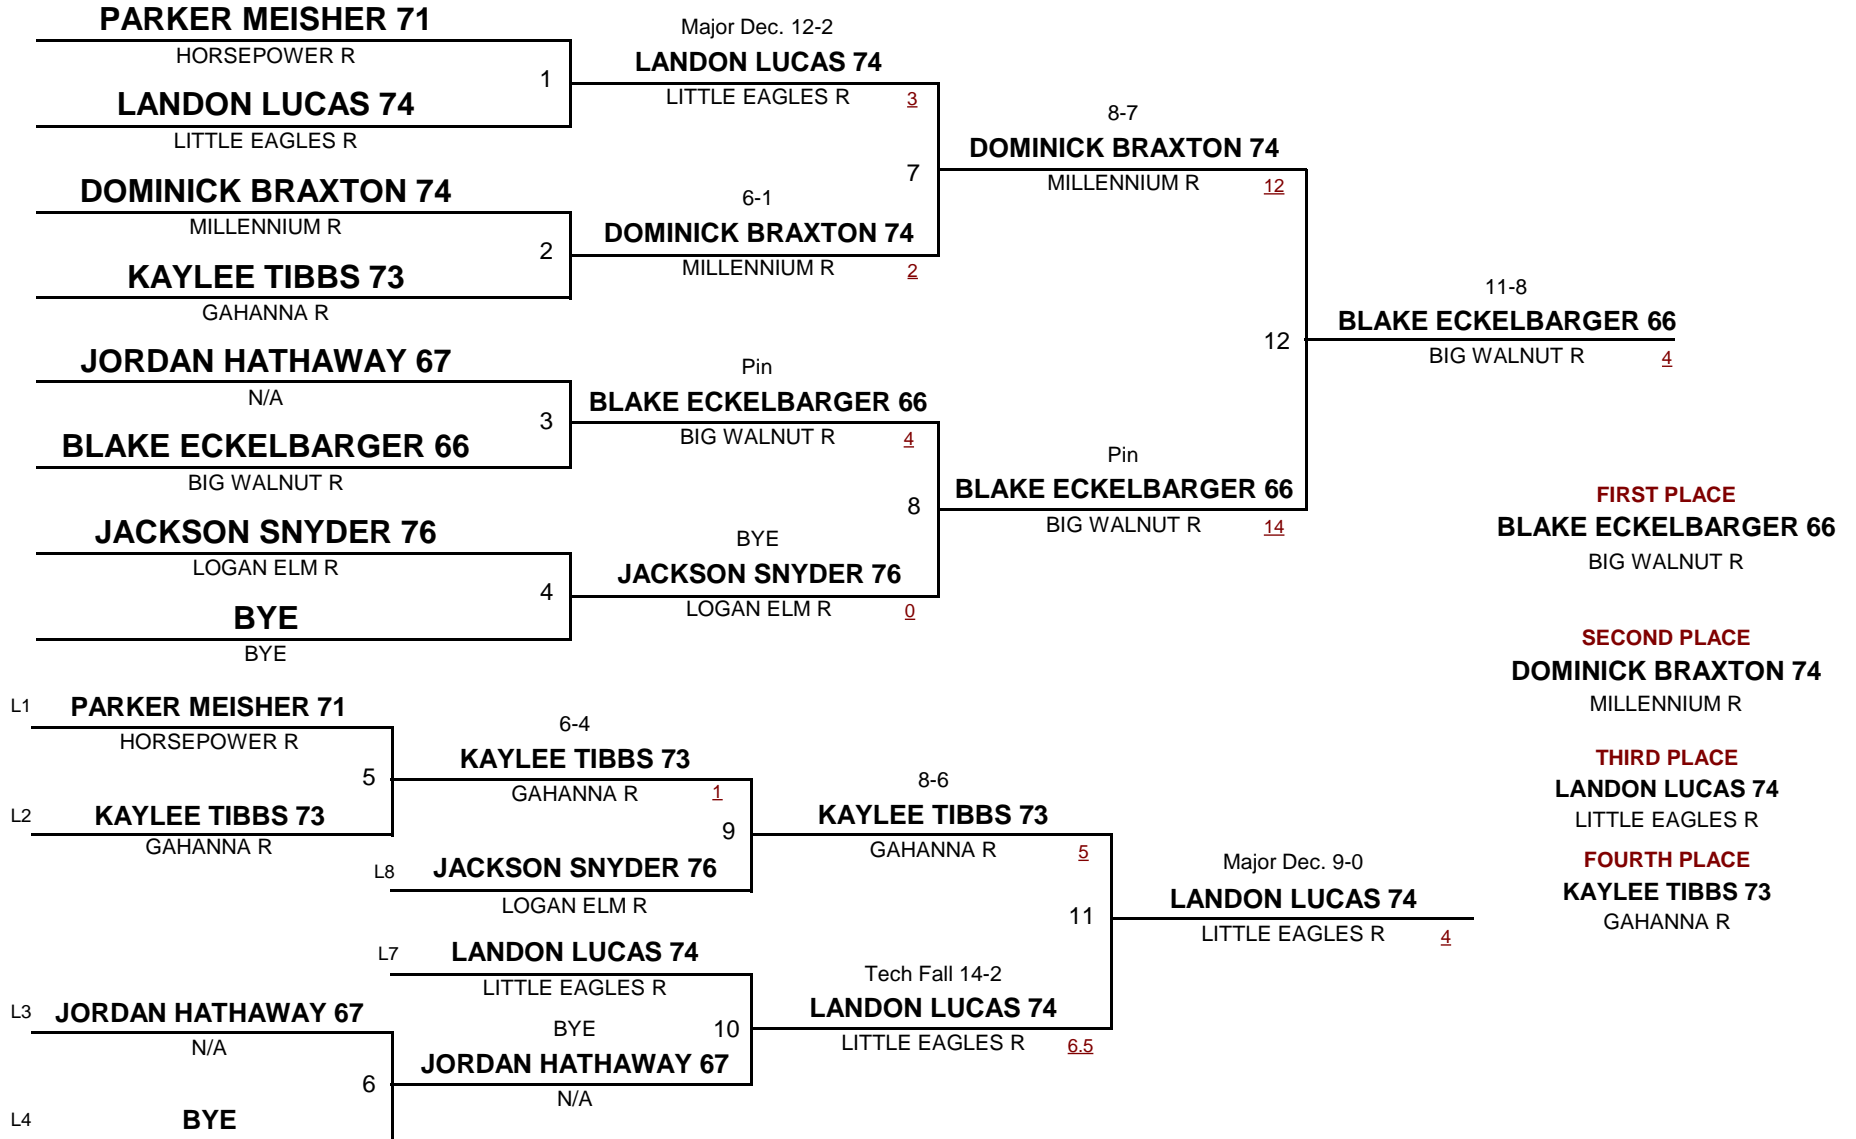 PARKER MEISHER 71
HORSEPOWER R
1
LANDON LUCAS 74
LITTLE EAGLES R
DOMINICK BRAXTON 74
MILLENNIUM R
2
KAYLEE TIBBS 73
GAHANNA R
JORDAN HATHAWAY 67
N/A
3
BLAKE ECKELBARGER 66
BIG WALNUT R
JACKSON SNYDER 76
LOGAN ELM R
4
BYE
BYE
Major Dec. 12-2
LANDON LUCAS 74
LITTLE EAGLES R 3
7
6-1
DOMINICK BRAXTON 74
MILLENNIUM R 2
Pin
BLAKE ECKELBARGER 66
BIG WALNUT R 4
8
BYE
JACKSON SNYDER 76
LOGAN ELM R 0
8-7
DOMINICK BRAXTON 74
MILLENNIUM R 12
12
Pin
BLAKE ECKELBARGER 66
BIG WALNUT R 14
11-8
BLAKE ECKELBARGER 66
BIG WALNUT R 4
FIRST PLACE
BLAKE ECKELBARGER 66
BIG WALNUT R
SECOND PLACE
DOMINICK BRAXTON 74
MILLENNIUM R
THIRD PLACE
LANDON LUCAS 74
LITTLE EAGLES R
FOURTH PLACE
KAYLEE TIBBS 73
GAHANNA R
L1 PARKER MEISHER 71
HORSEPOWER R
5
L2 KAYLEE TIBBS 73
GAHANNA R
L3 JORDAN HATHAWAY 67
N/A
6
L4 BYE
6-4
KAYLEE TIBBS 73
GAHANNA R 1
9
L8 JACKSON SNYDER 76
LOGAN ELM R
L7 LANDON LUCAS 74
LITTLE EAGLES R
BYE 10
JORDAN HATHAWAY 67
N/A
8-6
KAYLEE TIBBS 73
GAHANNA R 5
11
Tech Fall 14-2
LANDON LUCAS 74
LITTLE EAGLES R 6.5
Major Dec. 9-0
LANDON LUCAS 74
LITTLE EAGLES R 4